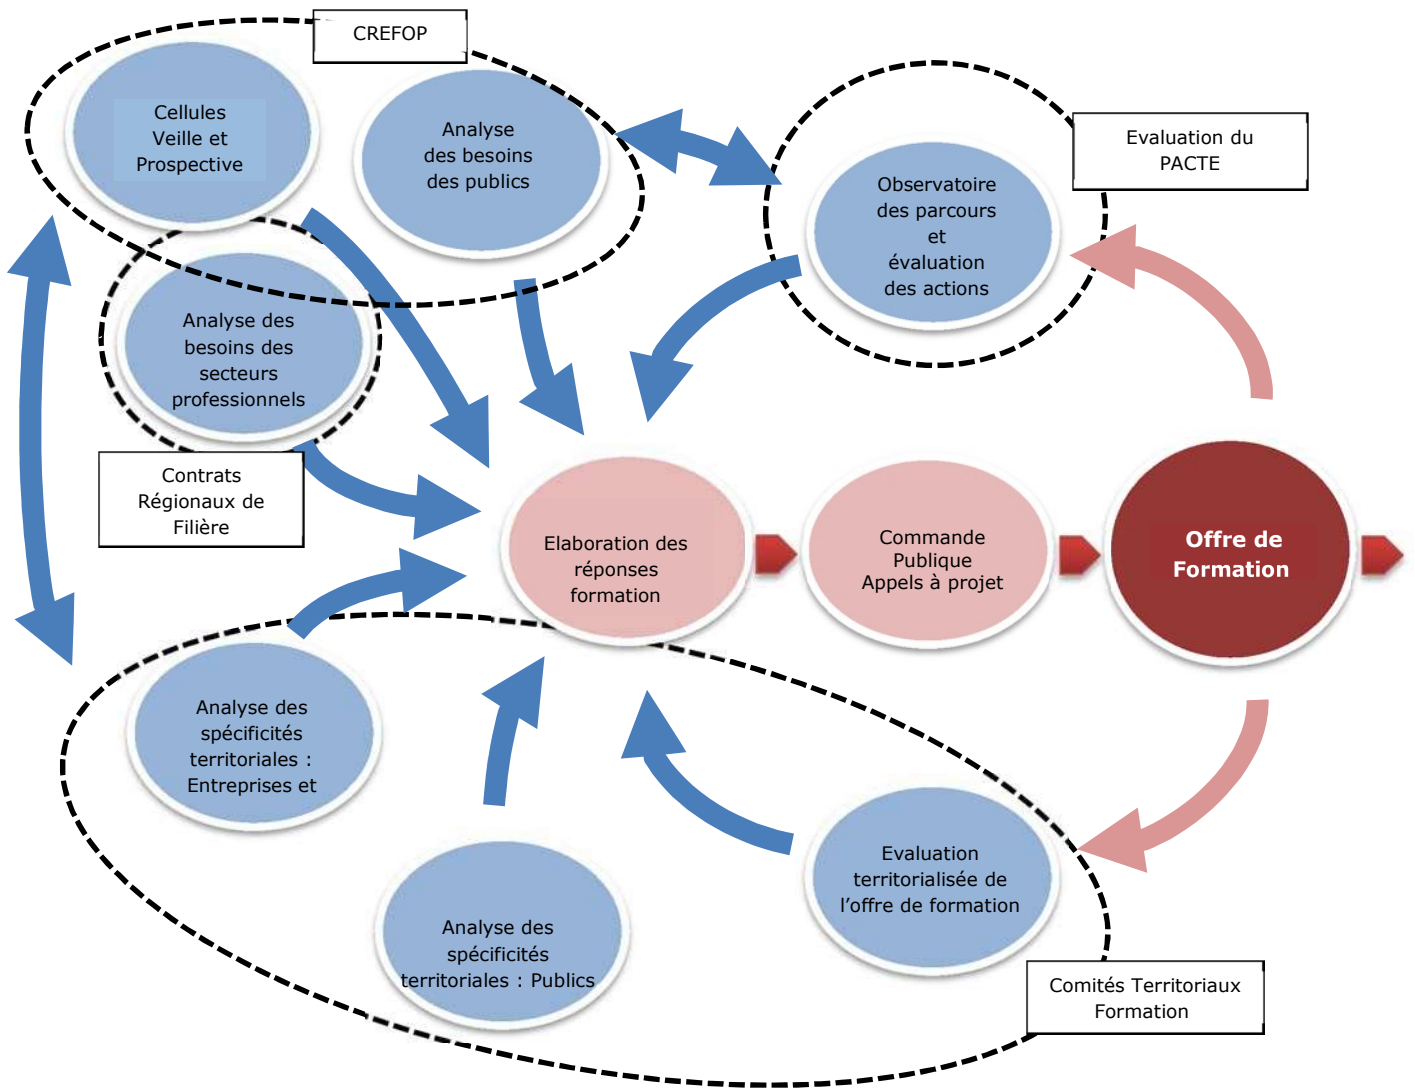 CREFOP
Cellules
Veille et
Prospective
Analyse
des besoins
des publics
Evaluation du
PACTE
Observatoire
des parcours
et
évaluation
des actions
Analyse des
besoins des
secteurs
professionnels
Contrats
Régionaux de
Filière
Elaboration des
réponses
formation
Commande
Publique
Appels à projet
Offre de
Formation
Analyse des
spécificités
territoriales :
Entreprises et
Analyse des
spécificités
territoriales : Publics
Evaluation
territorialisée de
l’offre de formation
Comités Territoriaux
Formation